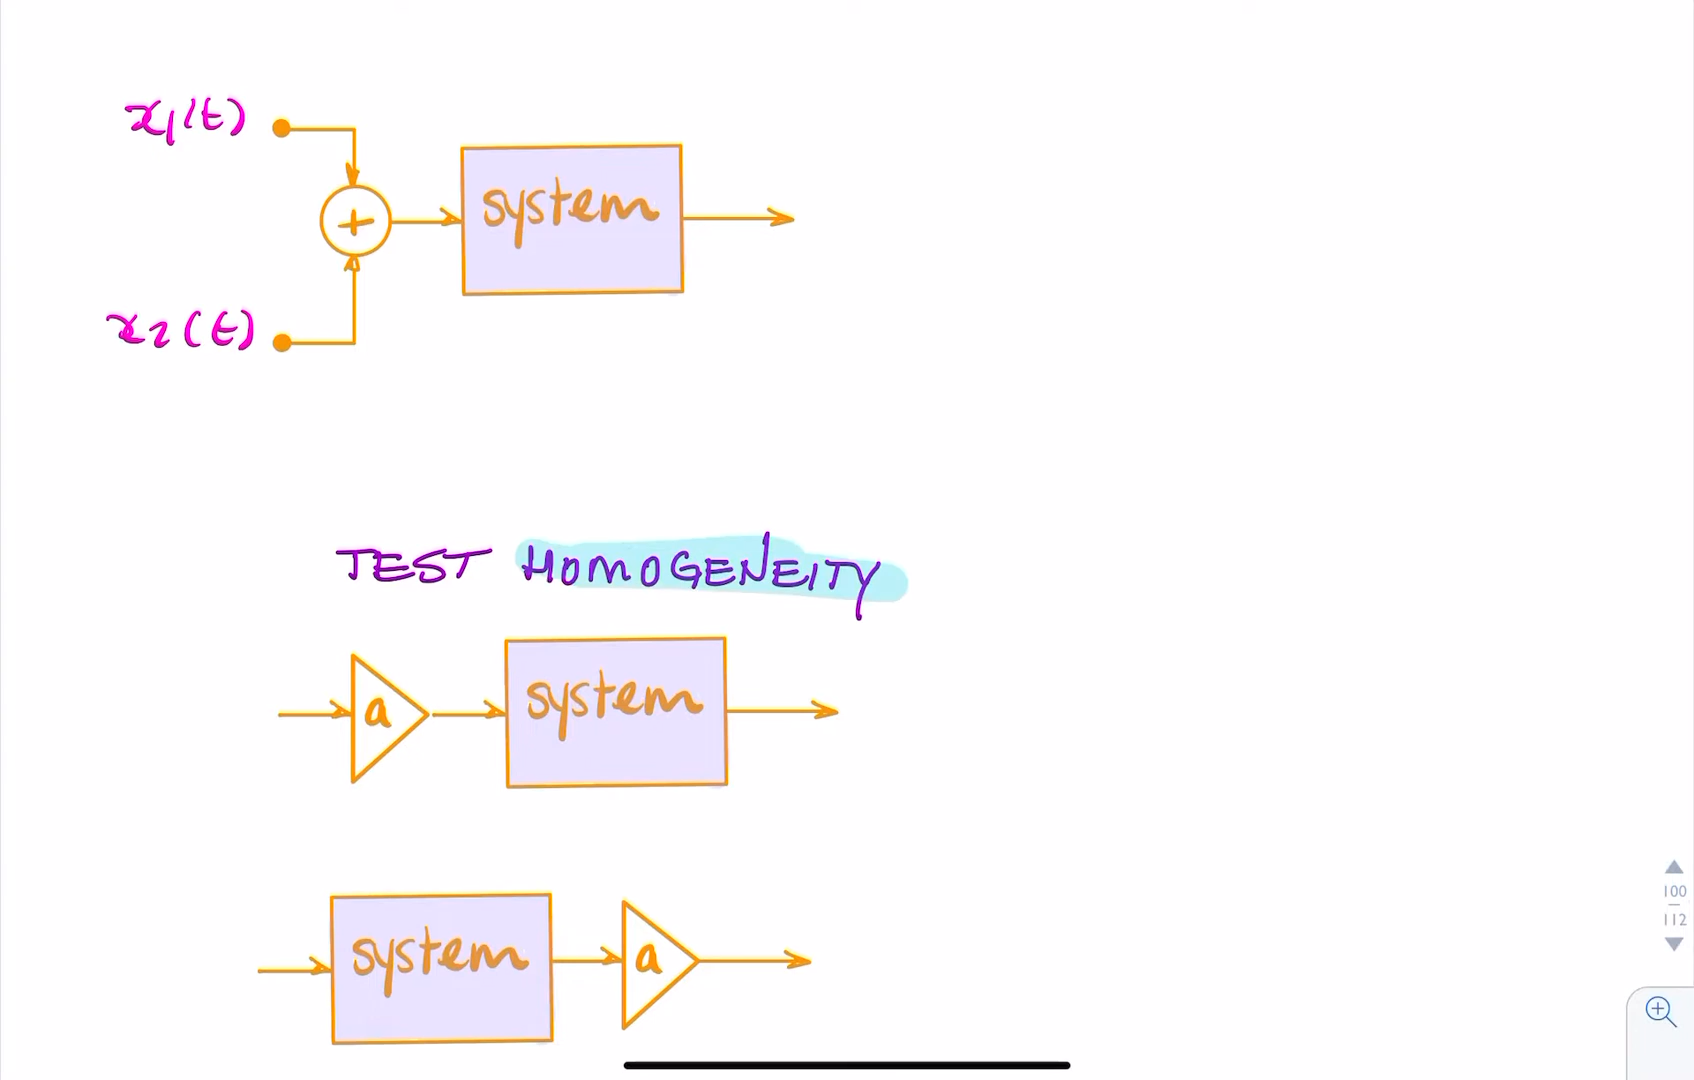 x1(t)
+
system
x2(t)
TEST HOMOGENEITY
a
system
system
a
100
112